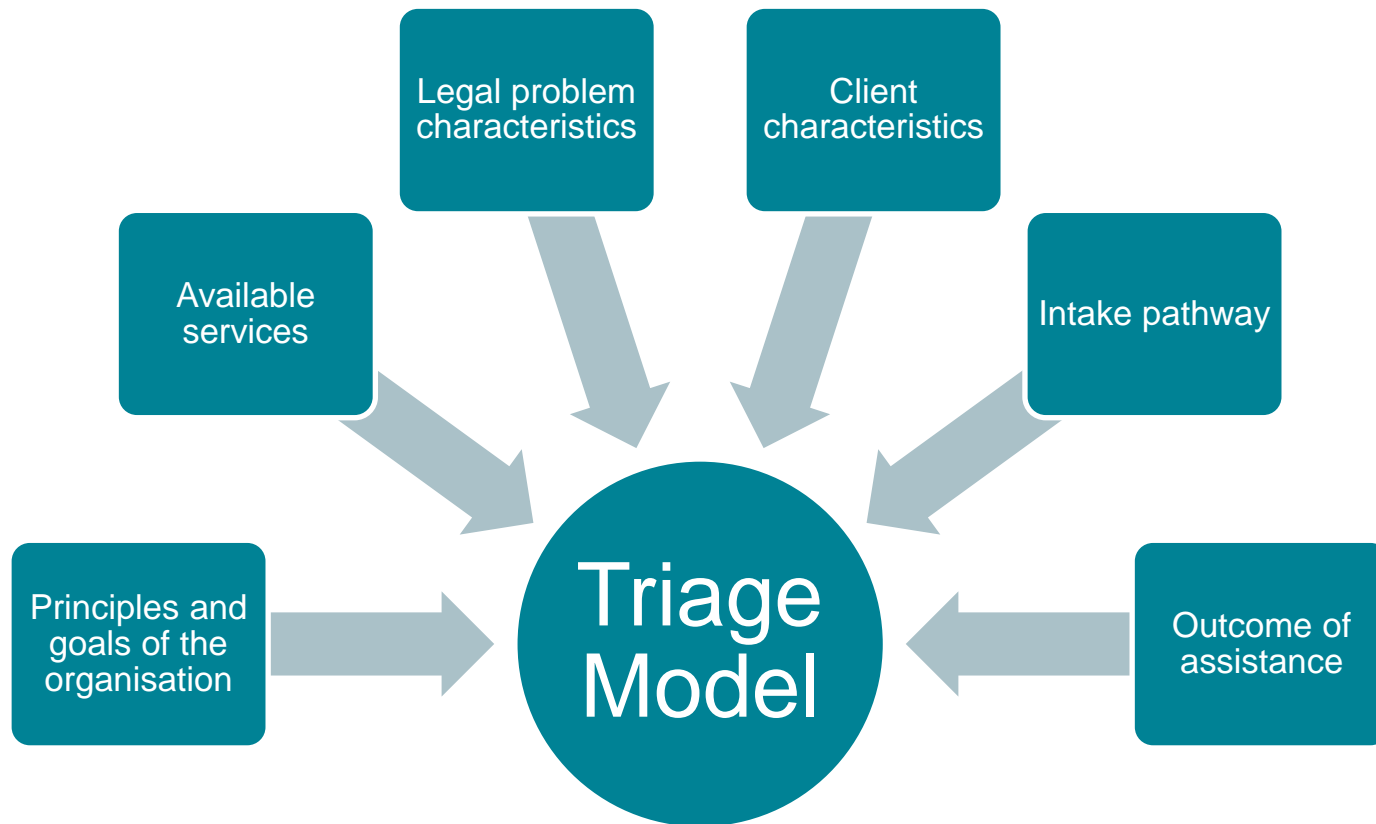 Legal problem
characteristics
Client
characteristics
Available
services
Intake pathway
Principles and
goals of the
organisation
Triage
Model
Outcome of
assistance